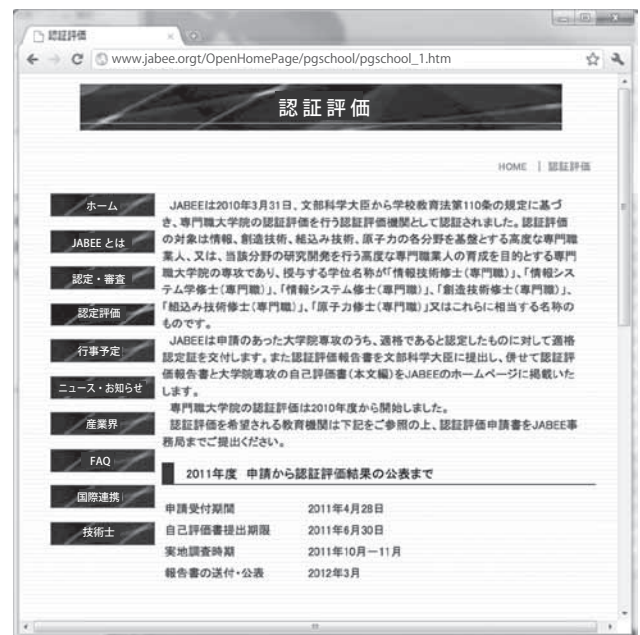 認証評価
www.jabee.orgt/OpenHomePage/pgschool/pgschool_1.htm
認証評価
HOME | 認証評価
ホーム
JABEE とは
認定・審査
認定評価
行事予定
ニュース・お知らせ
産業界
FAQ
国際連携
技術士
JABEEは2010年3月31日、文部科学大臣から学校教育法第110条の規定に基づ
き、専門職大学院の認証評価を行う認証評価機関として認証されました。認証評価
の対象は情報、創造技術、組込み技術、原子力の各分野を基盤とする高度な専門職
業人、又は、当該分野の研究開発を行う高度な専門職業人の育成を目的とする専門
職大学院の専攻であり、授与する学位名称が「情報技術修士(専門職)」、「情報シス
テム学修士(専門職)」、「情報システム修士(専門職)」、「創造技術修士(専門職)」、
「組込み技術修士(専門職)」、「原子力修士(専門職)」又はこれらに相当する名称の
ものです。
JABEEは申請のあった大学院専攻のうち、適格であると認定したものに対して適格
認定証を交付します。また認証評価報告書を文部科学大臣に提出し、併せて認証評
価報告書と大学院専攻の自己評価書(本文編)をJABEEのホームページに掲載いた
します。
専門職大学院の認証評価は2010年度から開始しました。
認証評価を希望される教育機関は下記をご参照の上、認証評価申請書をJABEE事
務局までご提出ください。
2011年度 申請から認証評価結果の公表まで
申請受付期間 2011年4月28日
自己評価書提出期限 2011年6月30日
実地調査時期 2011年10月-11月
報告書の送付・公表 2012年3月